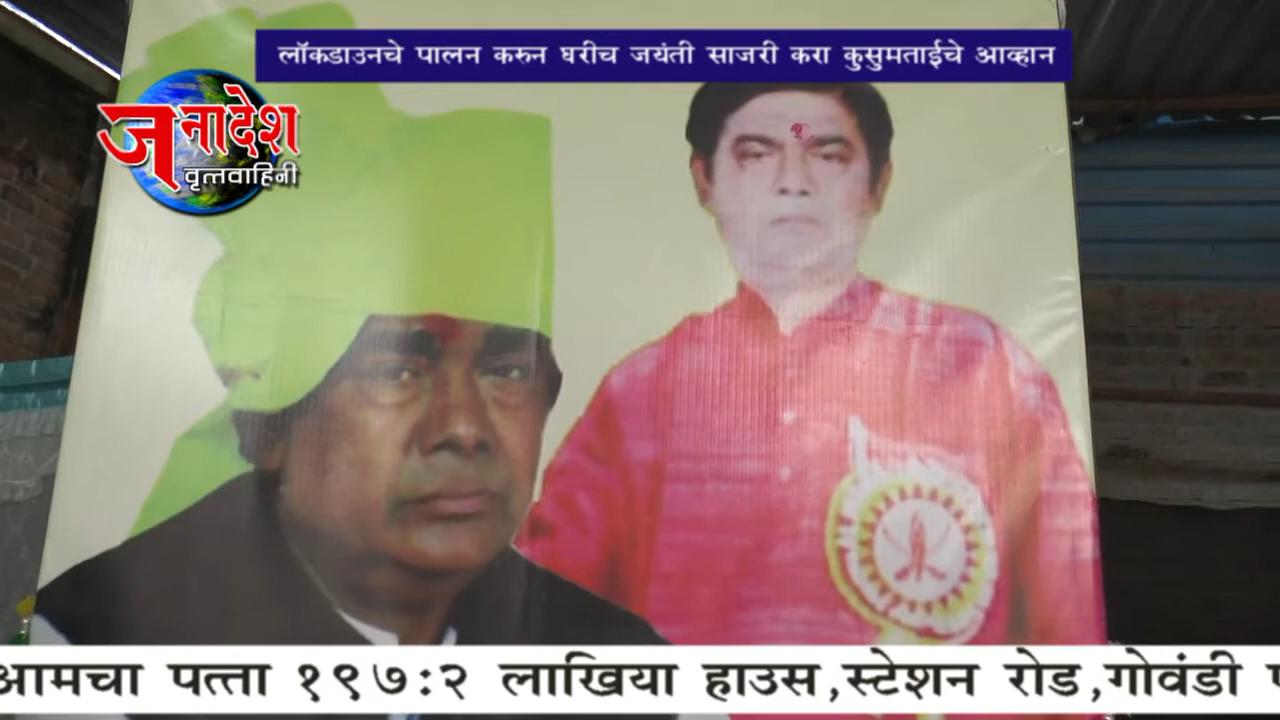 लॉकडाउनचे पालन करुन घरीच जयंती साजरी करा कुसुमताईचे आव्हान
जनादेश
वृत्तवाहिनी
आमचा पत्ता १९७:२ लाखिया हाउस,स्टेशन रोड,गोवंडी